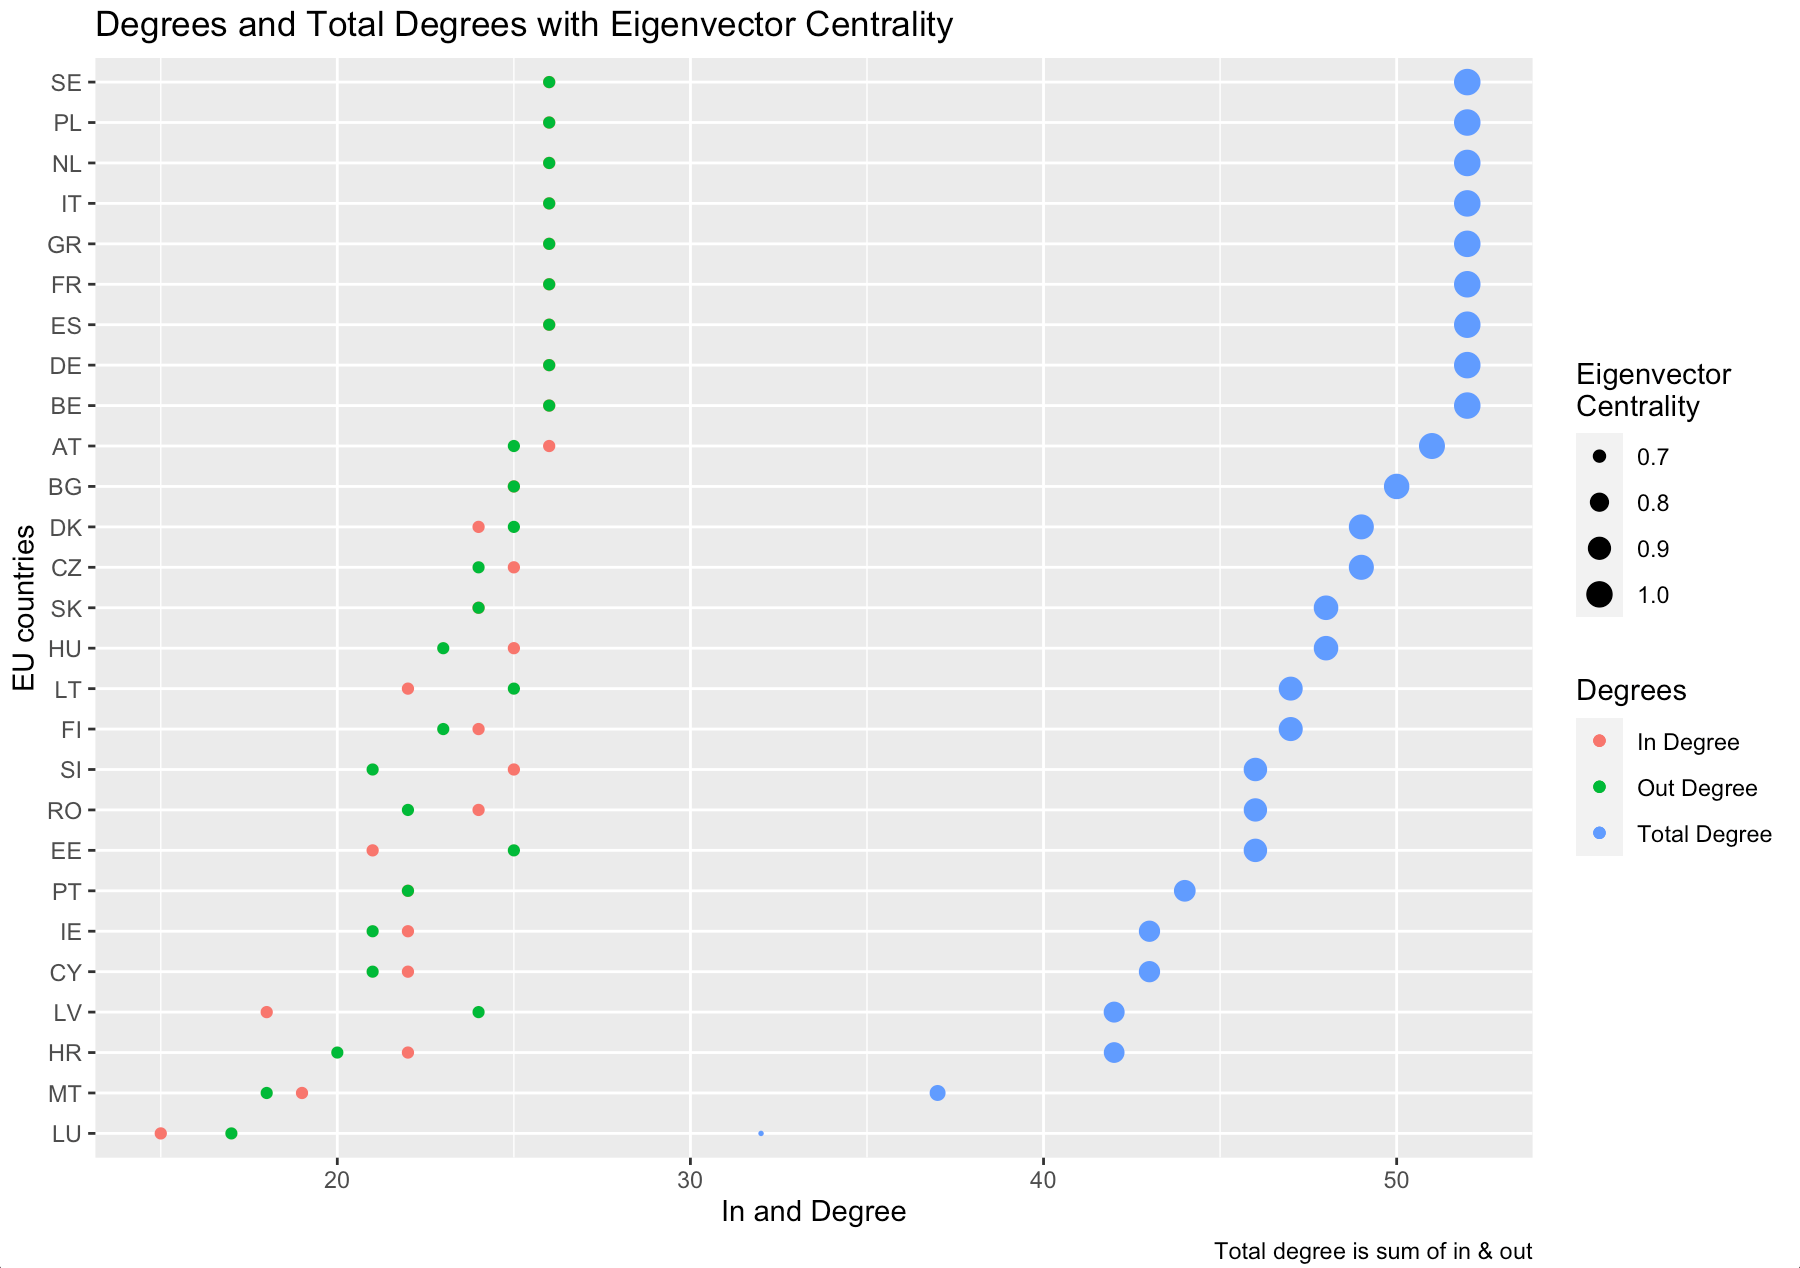 Degrees and Total Degrees with Eigenvector Centrality
SE
PL
NL
IT
GR
FR
ES
DE
BE
AT
BG
DK
CZ
SK
HU
LT
FI
SI
RO
EE
PT
IE
CY
LV
HR
MT
LU
EU countries
20 30 40 50
In and Degree
Total degree is sum of in & out
Eigenvector
Centrality
0.7
0.8
0.9
1.0
Degrees
In Degree
Out Degree
Total Degree